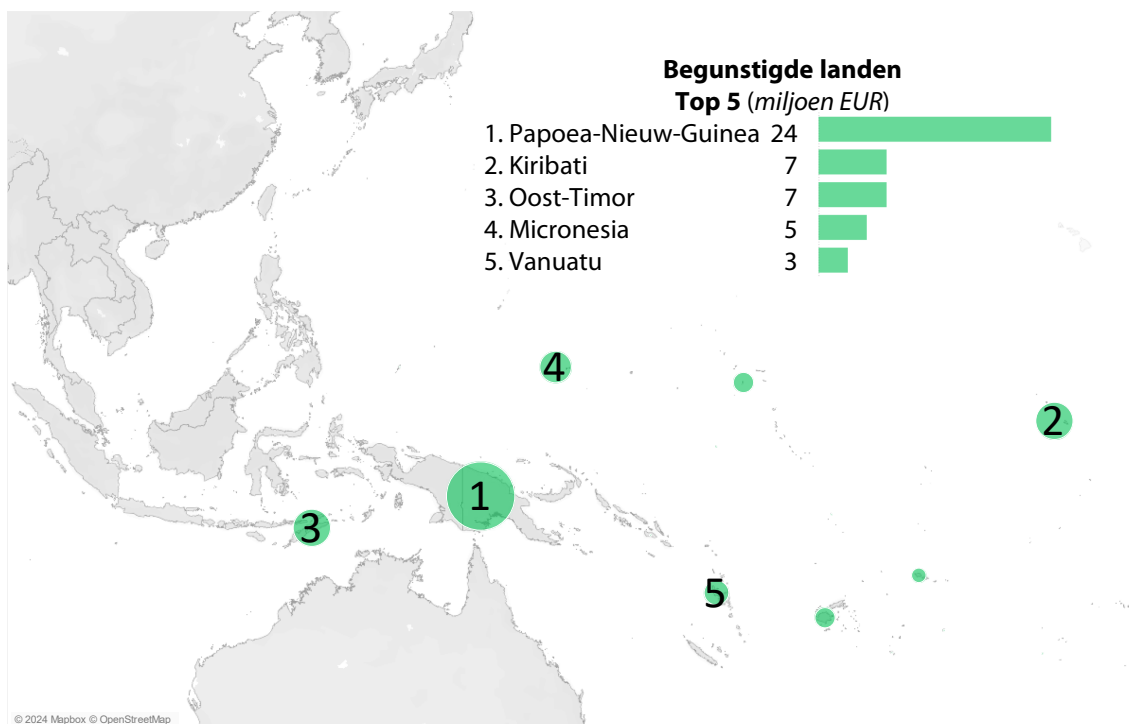 Begunstigde landen
Top 5 (miljoen EUR)
1. Papoea-Nieuw-Guinea 24
2. Kiribati 7
3. Oost-Timor 7
4. Micronesia 5
5. Vanuatu 3
4
2
1
3
5
© 2024 Mapbox © OpenStreetMap